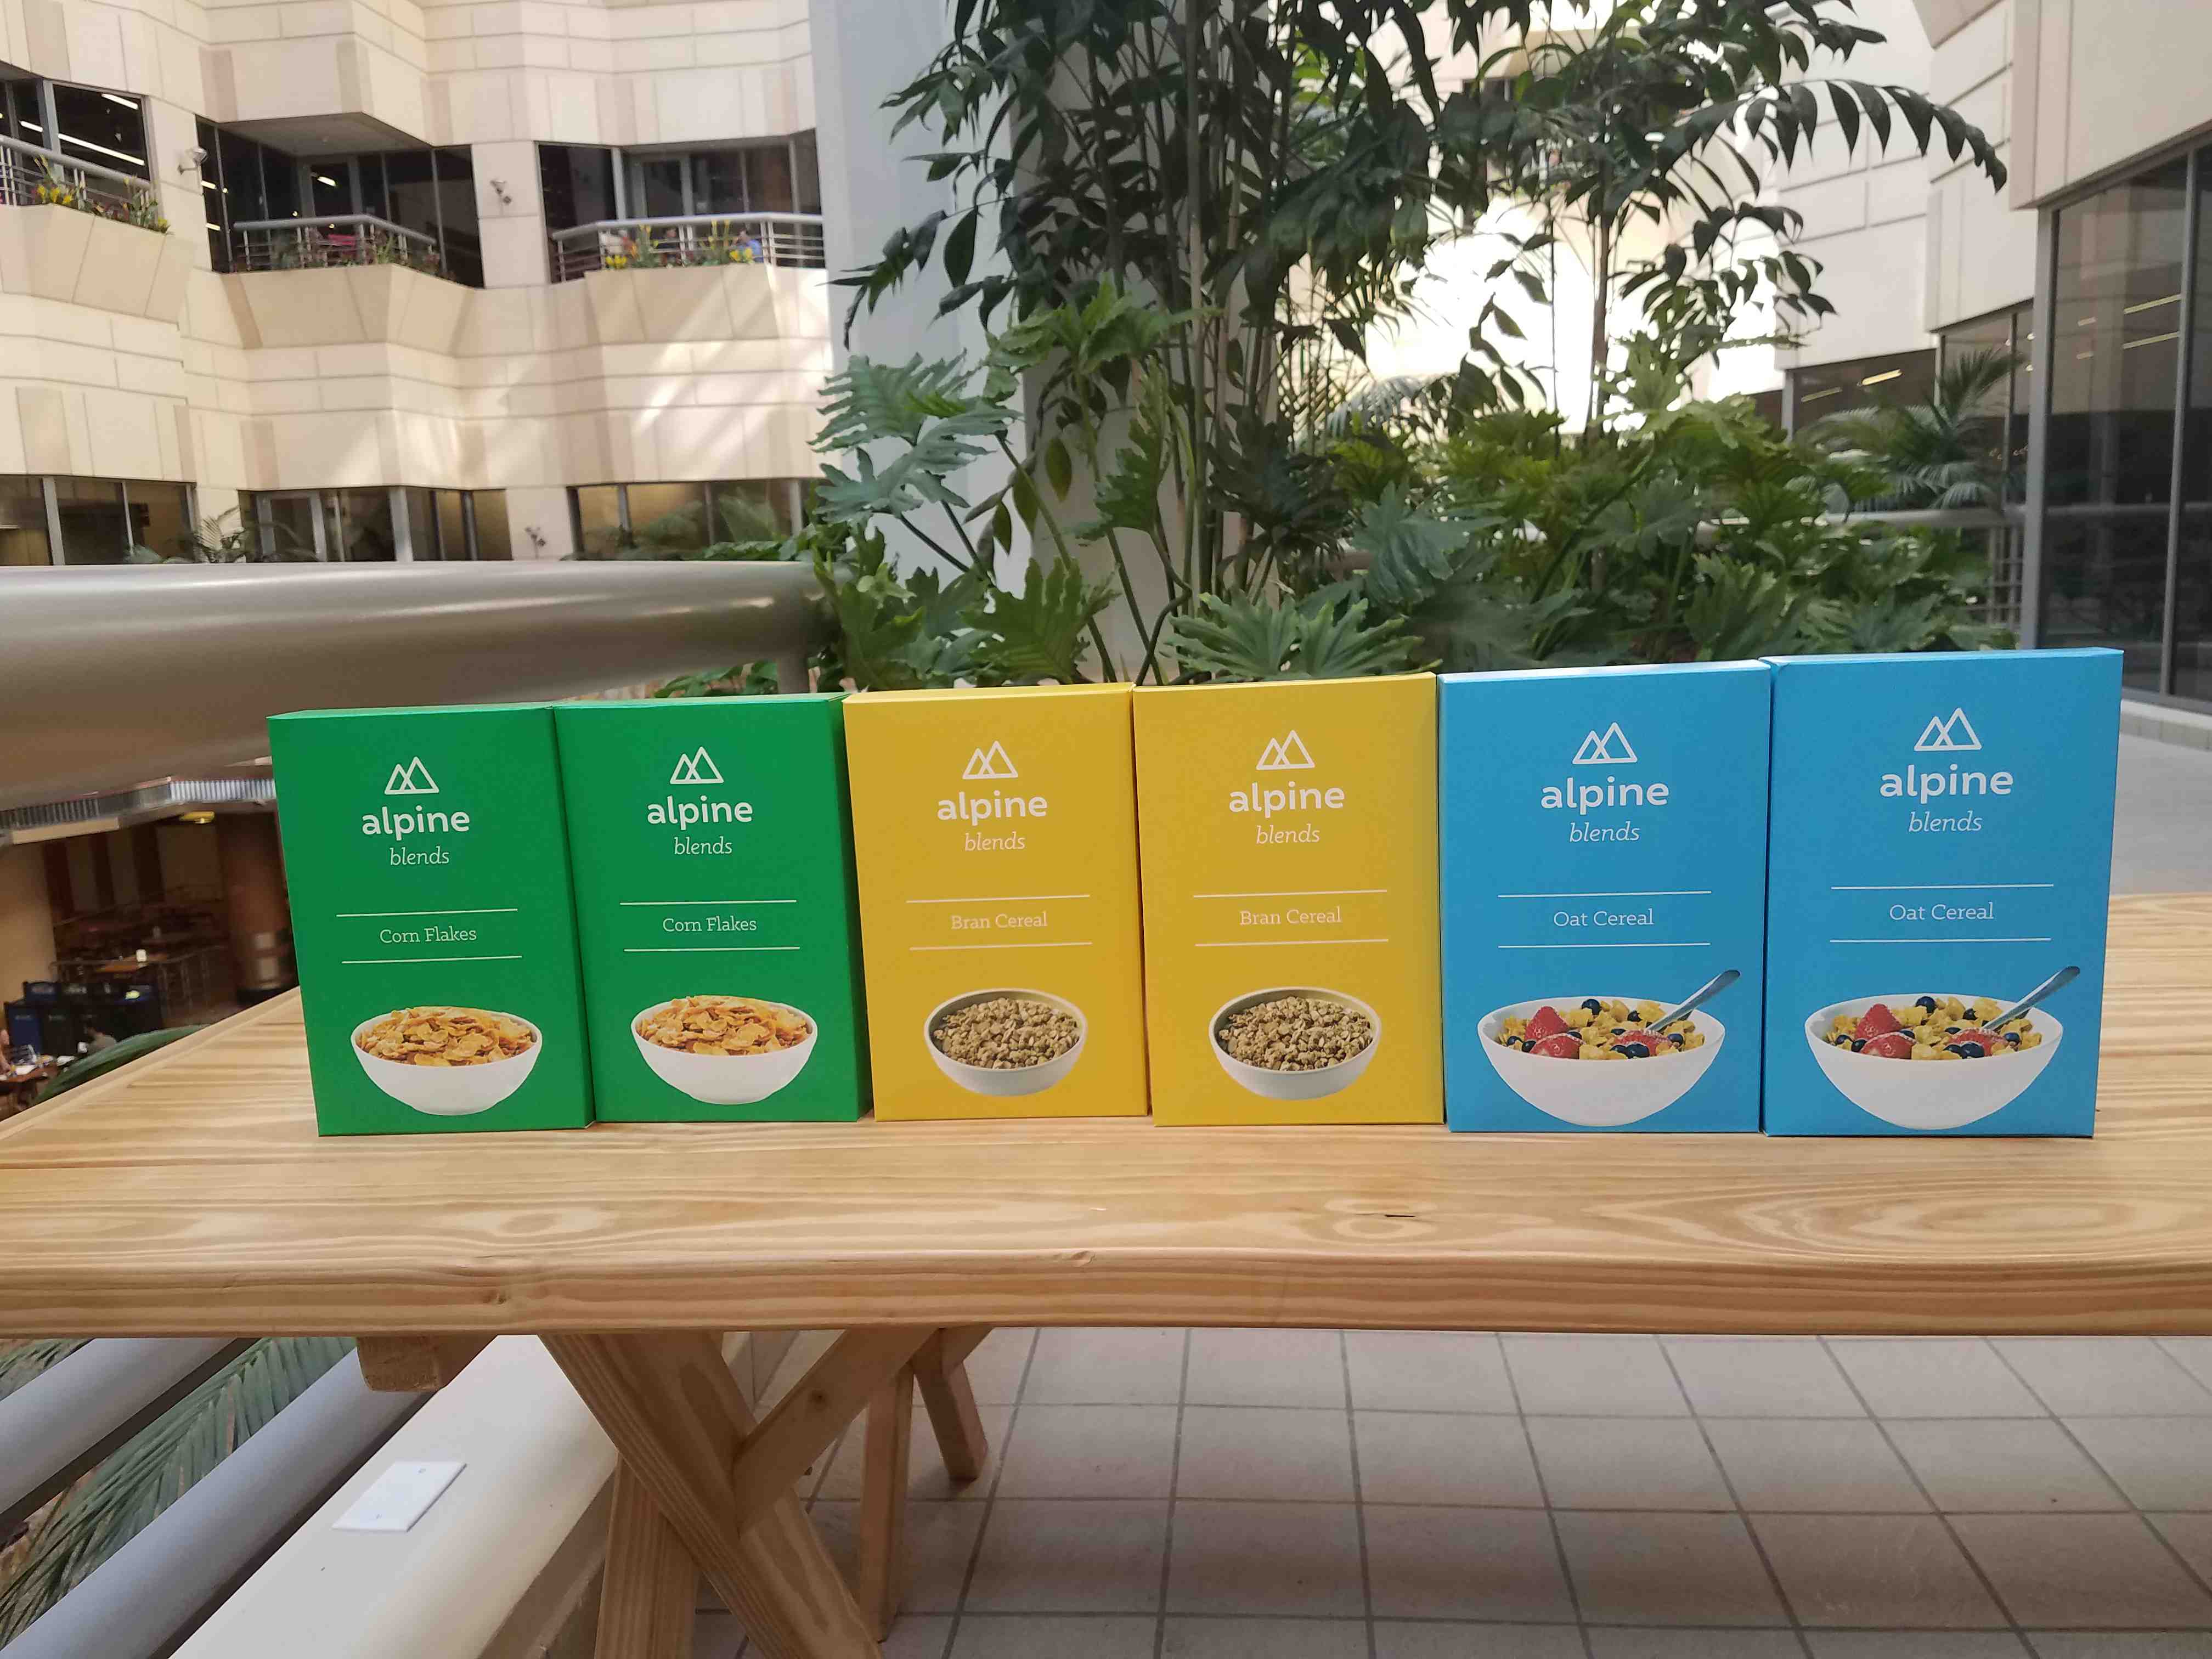 alpine
blends
Corn Flakes
alpine
blends
Corn Flakes
alpine
blends
Bran Cereal
alpine
blends
Bran Cereal
alpine
blends
Oat Cereal
alpine
blends
Oat Cereal